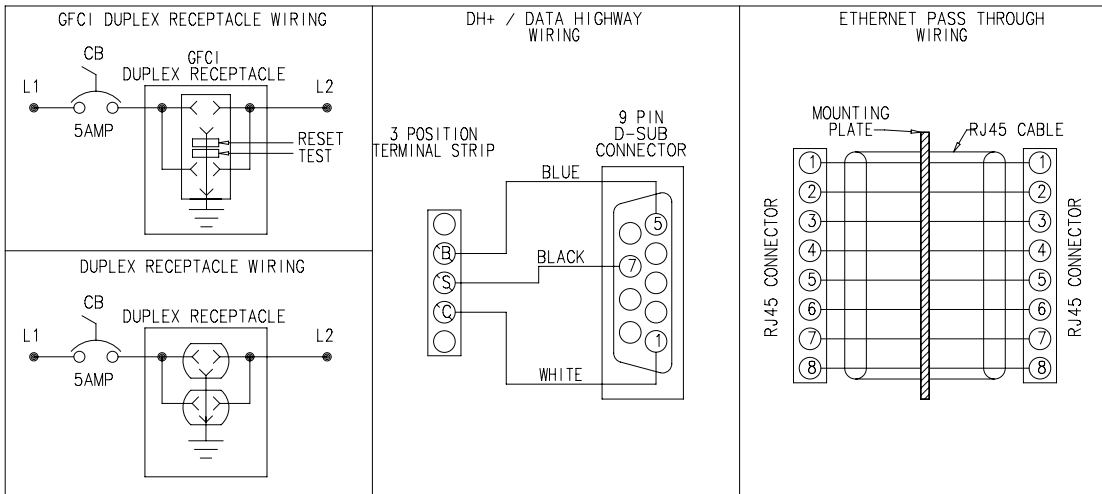 GFCI DUPLEX RECEPTACLE WIRING
CB
GFCI
DUPLEX RECEPTACLE
L1
L2
5AMP
RESET
TEST
DUPLEX RECEPTACLE WIRING
CB
DUPLEX RECEPTACLE
L1
L2
5AMP
DH+ / DATA HIGHWAY
WIRING
3 POSITION
TERMINAL STRIP
9 PIN
D-SUB
CONNECTOR
BLUE
BLACK
WHITE
B
S
C
5
7
1
ETHERNET PASS THROUGH
WIRING
MOUNTING
PLATE
RJ45 CABLE
RJ45 CONNECTOR
1
2
3
4
5
6
7
8
1
2
3
4
5
6
7
8
RJ45 CONNECTOR